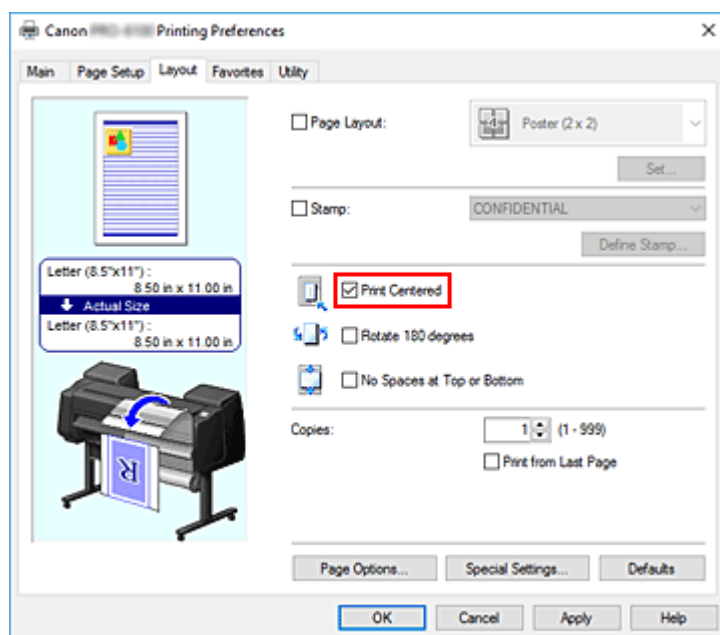 Canon Printing Preferences
Main Page Setup Layout Favorites Utility
Page Layout:
Poster (2 x 2)
Set...
Stamp:
CONFIDENTIAL
Define Stamp...
Letter (8.5"x11") :
8.50 in x 11.00 in
Actual Size
Letter (8.5"x11") :
8.50 in x 11.00 in
Print Centered
Rotate 180 degrees
No Spaces at Top or Bottom
R
Copies:
1 (1 - 999)
Print from Last Page
Page Options... Special Settings... Defaults
OK Cancel Apply Help